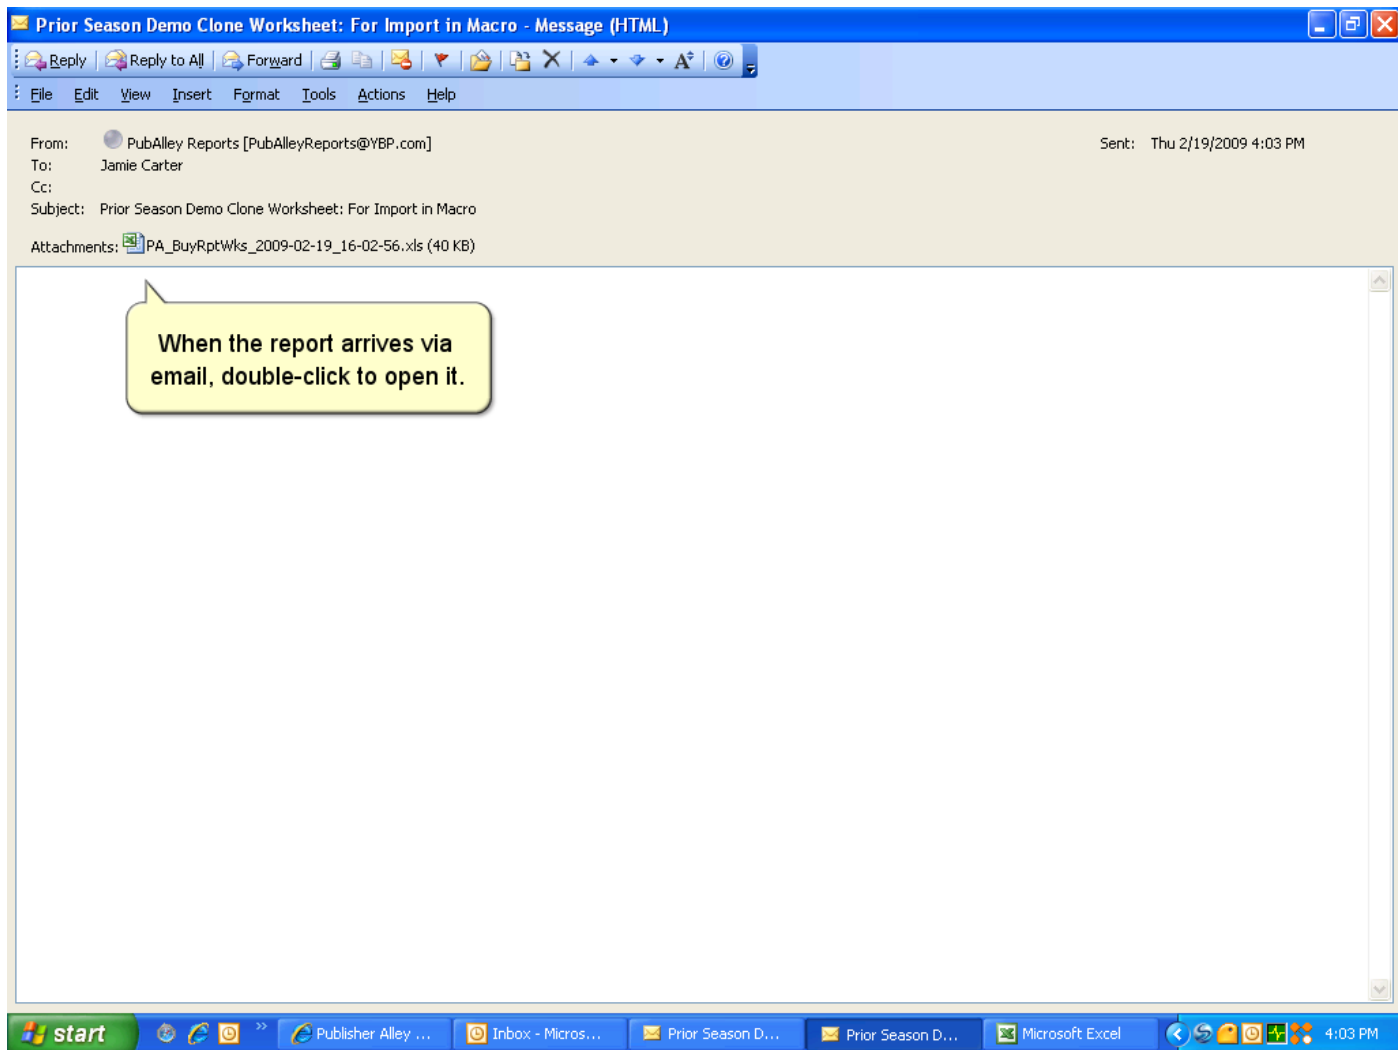 Prior Season Demo Clone Worksheet: For Import in Macro - Message (HTML)
Reply Reply to All Forward
File Edit View Insert Format Tools Actions Help
From: PubAlley Reports [PubAlleyReports@YBP.com] Sent: Thu 2/19/2009 4:03 PM
To: Jamie Carter
Cc:
Subject: Prior Season Demo Clone Worksheet: For Import in Macro
Attachments: PA_BuyRptWks_2009-02-19_16-02-56.xls (40 KB)
When the report arrives via
email, double-click to open it.
start Publisher Alley ... Inbox - Micros... Prior Season D... Prior Season D... Microsoft Excel 4:03 PM